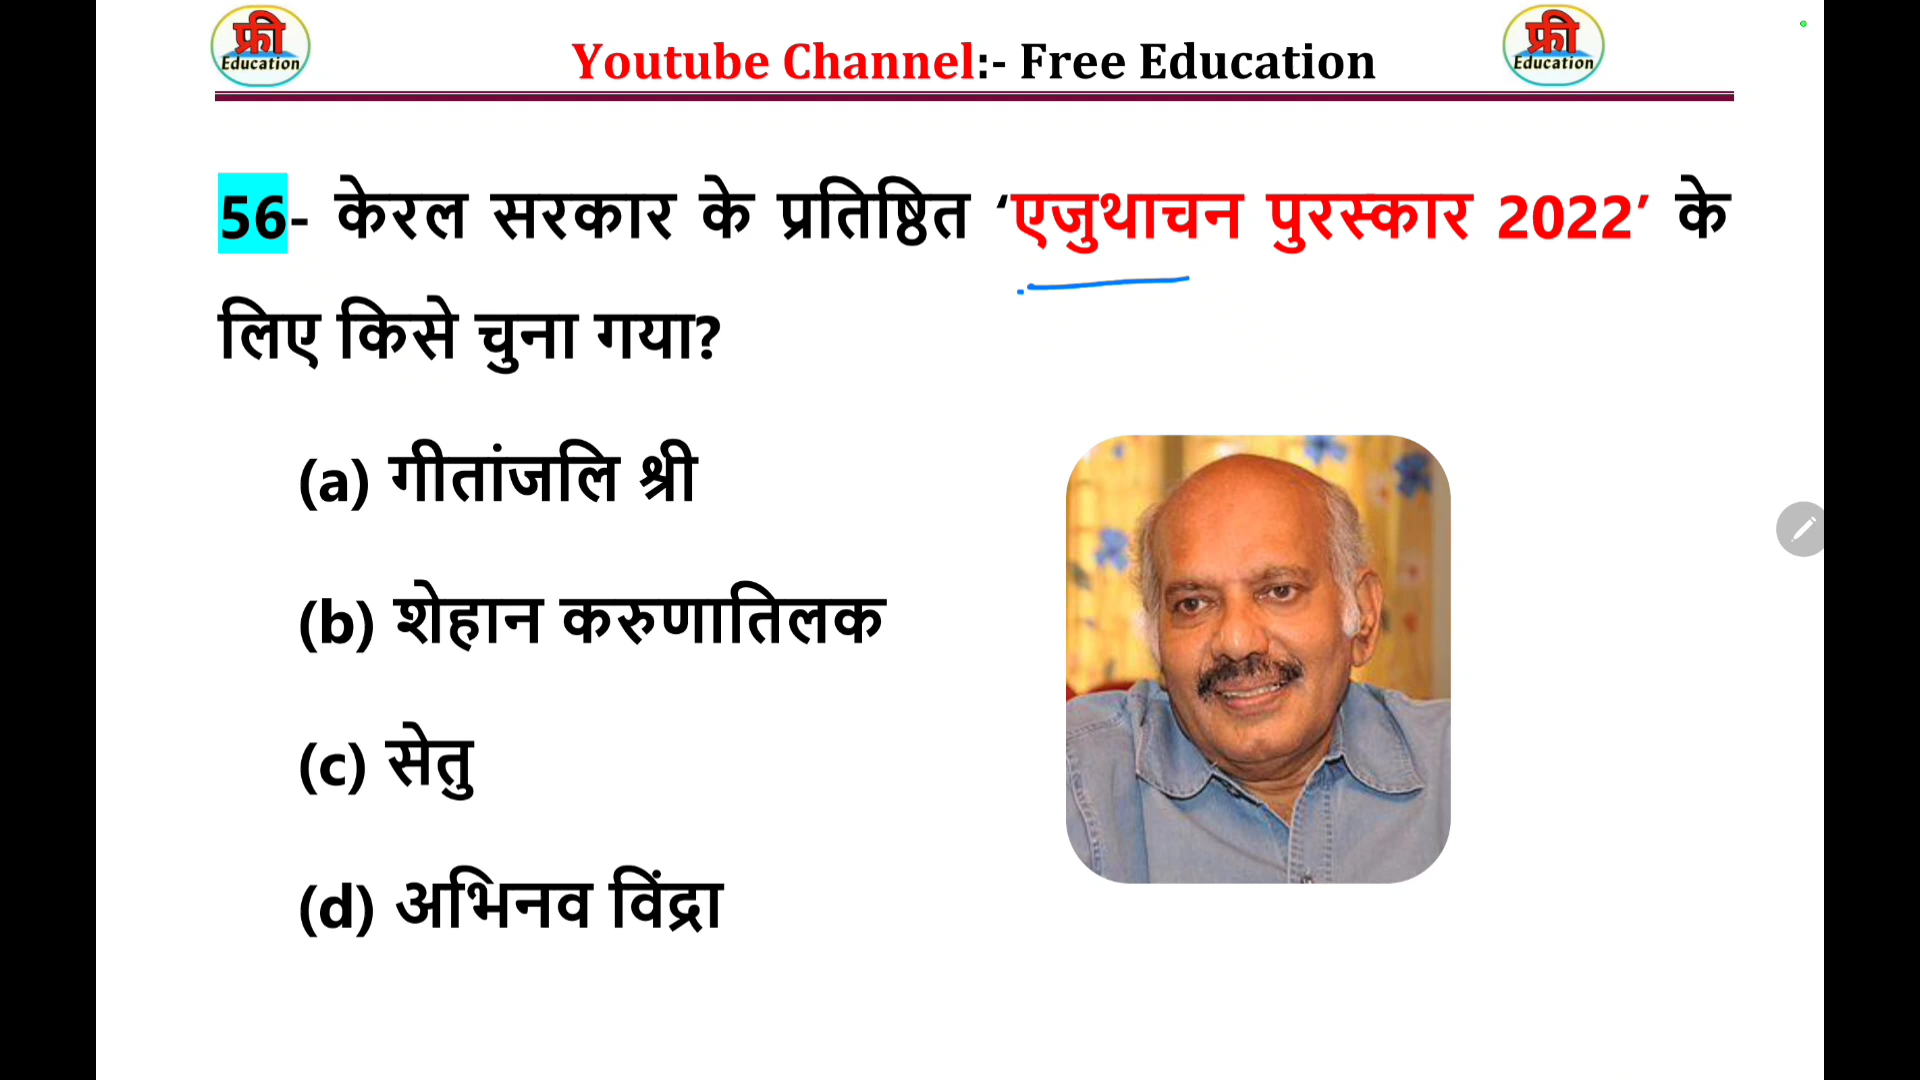 फ्री
Education
Youtube Channel:- Free Education
फ्री
Education
56- केरल सरकार के प्रतिष्ठित ‘एजुथाचन पुरस्कार 2022’ के
लिए किसे चुना गया?
(a) गीतांजलि श्री
(b) शेहान करुणातिलक
(c) सेतु
(d) अभिनव विंद्रा